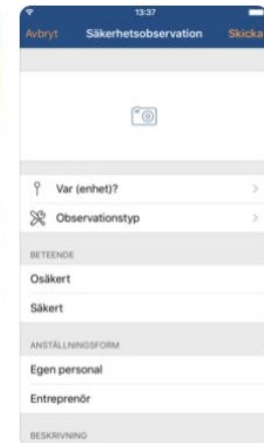 13:37
Avbryt Säkerhetsobservation Skicka
Var (enhet)?
Observationstyp
BETEENDE
Osäkert
Säkert
ANSTÄLLNINGSFORM
Egen personal
Entreprenör
BESKRIVNING